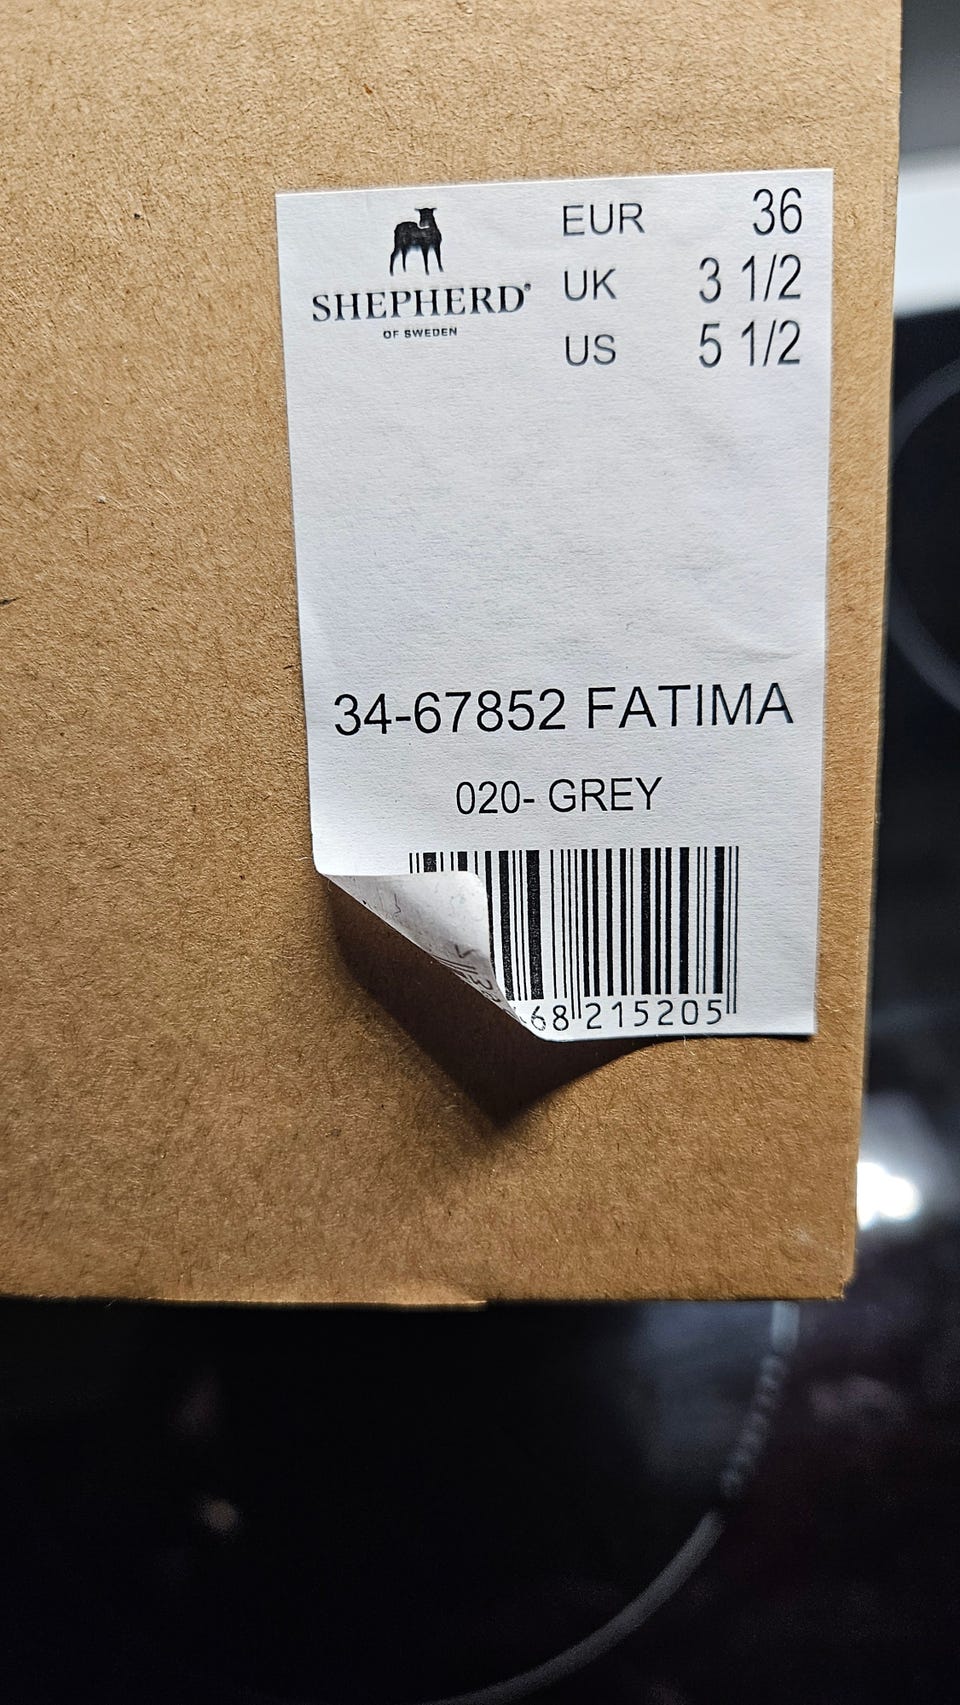 SHEPHERD®
OF SWEDEN
EUR 36
UK 3 1/2
US 5 1/2
34-67852 FATIMA
020- GREY
68 215205